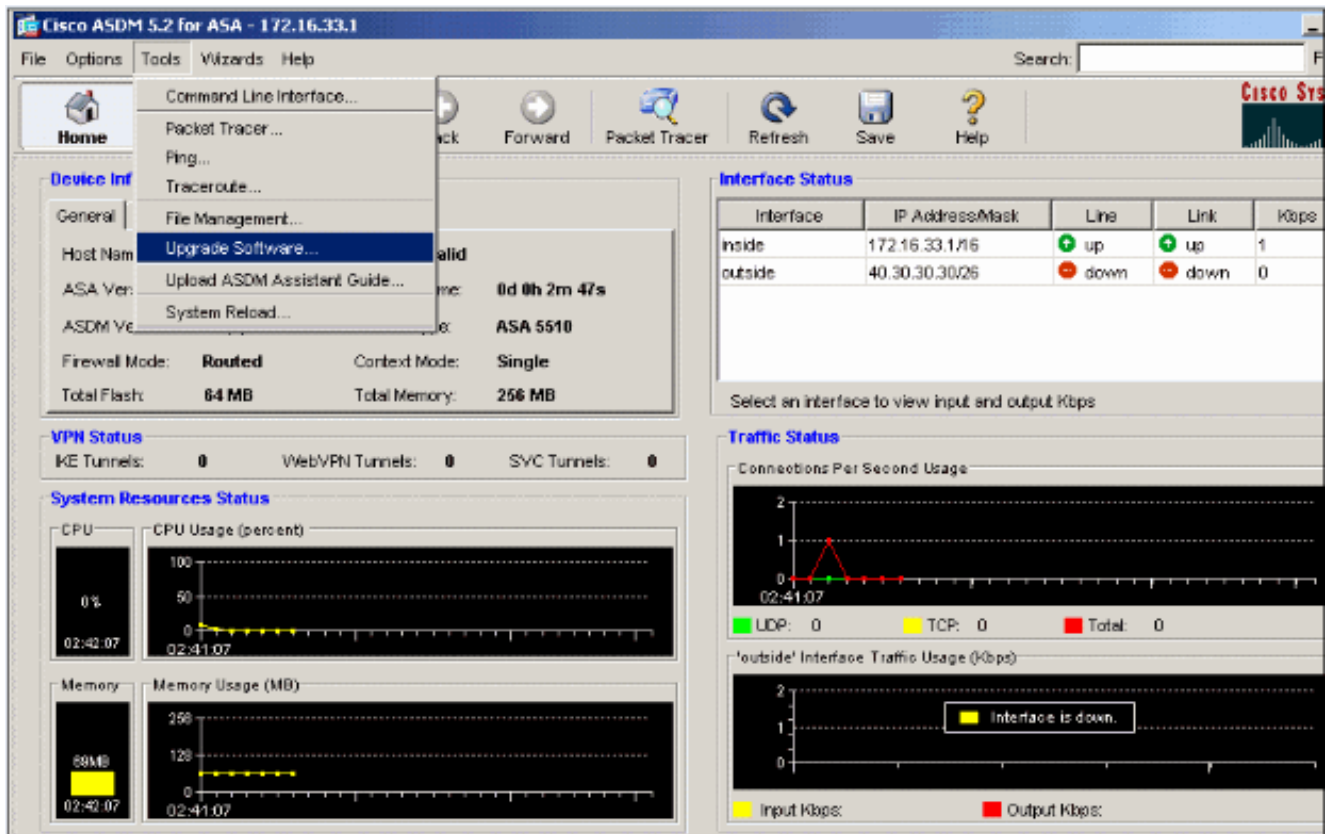 Cisco ASDM 5.2 for ASA - 172.16.33.1
File Options Tools Wizards Help Search:
Command Line Interface...
Packet Tracer...
Ping...
Traceroute...
File Management...
Upgrade Software...
Upload ASDM Assistant Guide...
System Reload...
Home Forward Packet Tracer Refresh Save Help
CISCO SYS
Device Inf
General
Host Nam alid
ASA Ver me: 0d 0h 2m 47s
ASDM Ve ASA 5510
Firewall Mode: Routed Context Mode: Single
Total Flash: 64 MB Total Memory: 256 MB
Interface Status
Interface IP Address/Mask Line Link Kbps
inside 172.16.33.1/16 up up 1
outside 40.30.30.30/26 down down 0
Select an interface to view input and output Kbps
VPN Status
IKE Tunnels: 0 WebVPN Tunnels: 0 SVC Tunnels: 0
System Resources Status
CPU
0%
02:42:07
CPU Usage (percent)
100
50
0
02:41:07
Memory
69MB
02:42:07
Memory Usage (MB)
256
128
0
02:41:07
Traffic Status
Connections Per Second Usage
2
1
0
02:41:07
UDP: 0 TCP: 0 Total: 0
'outside' Interface Traffic Usage (Kbps)
2
1
0
Interface is down.
Input Kbps: Output Kbps: